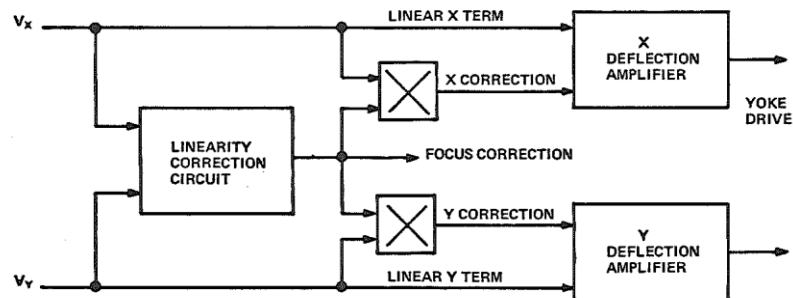 VX
LINEAR X TERM
X
DEFLECTION
AMPLIFIER
X CORRECTION
YOKE
DRIVE
LINEARITY
CORRECTION
CIRCUIT
FOCUS CORRECTION
Y CORRECTION
Y
DEFLECTION
AMPLIFIER
VY
LINEAR Y TERM